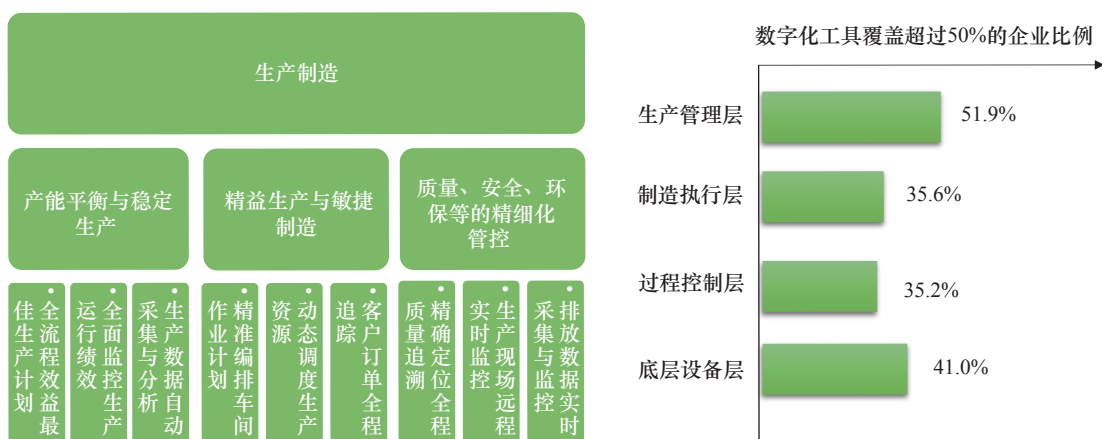 生产制造
产能平衡与稳定
生产
精益生产与敏捷
制造
质量、安全、环
保等的精细化
管控
•全流程效益最
佳生产计划
•全面监控生产
运行绩效
•生产数据自动
采集与分析
•精准编排车间
作业计划
•动态调度生产
资源
•客户订单全程
追踪
•精确定位全程
质量追溯
•生产现场远程
实时监控
•排放数据实时
采集与监控
数字化工具覆盖超过50%的企业比例
生产管理层 51.9%
制造执行层 35.6%
过程控制层 35.2%
底层设备层 41.0%